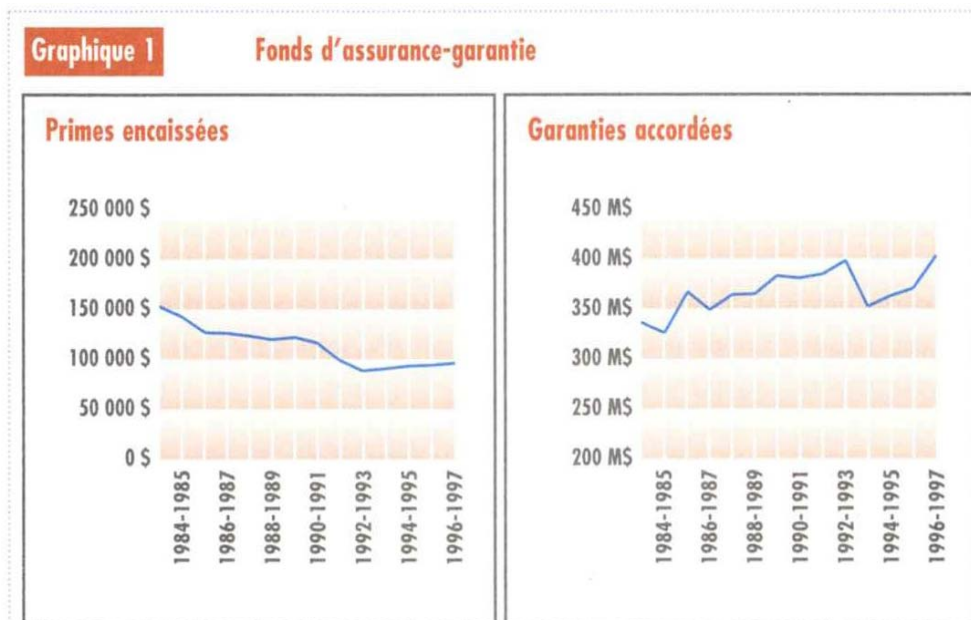 Graphique 1
Fonds d'assurance-garantie
Primes encaissées
250 000 $
200 000 $
150 000 $
100 000 $
50 000 $
0 $
1984-1985
1986-1987
1988-1989
1990-1991
1992-1993
1994-1995
1996-1997
Garanties accordées
450 M$
400 M$
350 M$
300 M$
250 M$
200 M$
1984-1985
1986-1987
1988-1989
1990-1991
1992-1993
1994-1995
1996-1997